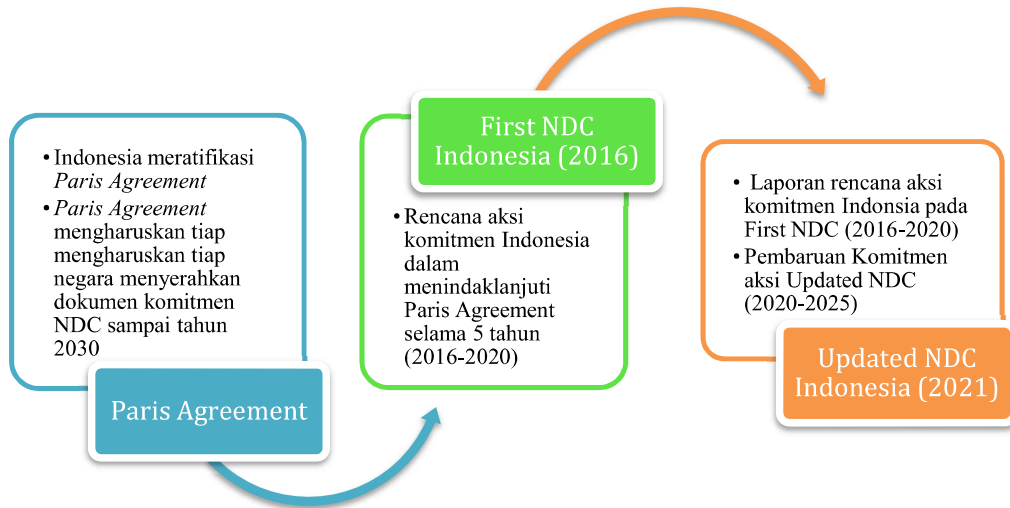 • Indonesia meratifikasi
Paris Agreement
• Paris Agreement
mengharuskan tiap
mengharuskan tiap
negara menyerahkan
dokumen komitmen
NDC sampai tahun
2030
Paris Agreement
First NDC
Indonesia (2016)
• Rencana aksi
komitmen Indonesia
dalam
menindaklanjuti
Paris Agreement
selama 5 tahun
(2016-2020)
• Laporan rencana aksi
komitmen Indonsia pada
First NDC (2016-2020)
• Pembaruan Komitmen
aksi Updated NDC
(2020-2025)
Updated NDC
Indonesia (2021)